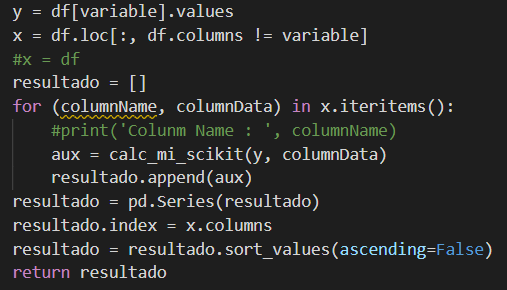 y = df[variable].values
x = df.loc[:, df.columns != variable]
#x = df
resultado = []
for (columnName, columnData) in x.iteritems():
    #print('Colunm Name : ', columnName)
    aux = calc_mi_scikit(y, columnData)
    resultado.append(aux)
resultado = pd.Series(resultado)
resultado.index = x.columns
resultado = resultado.sort_values(ascending=False)
return resultado